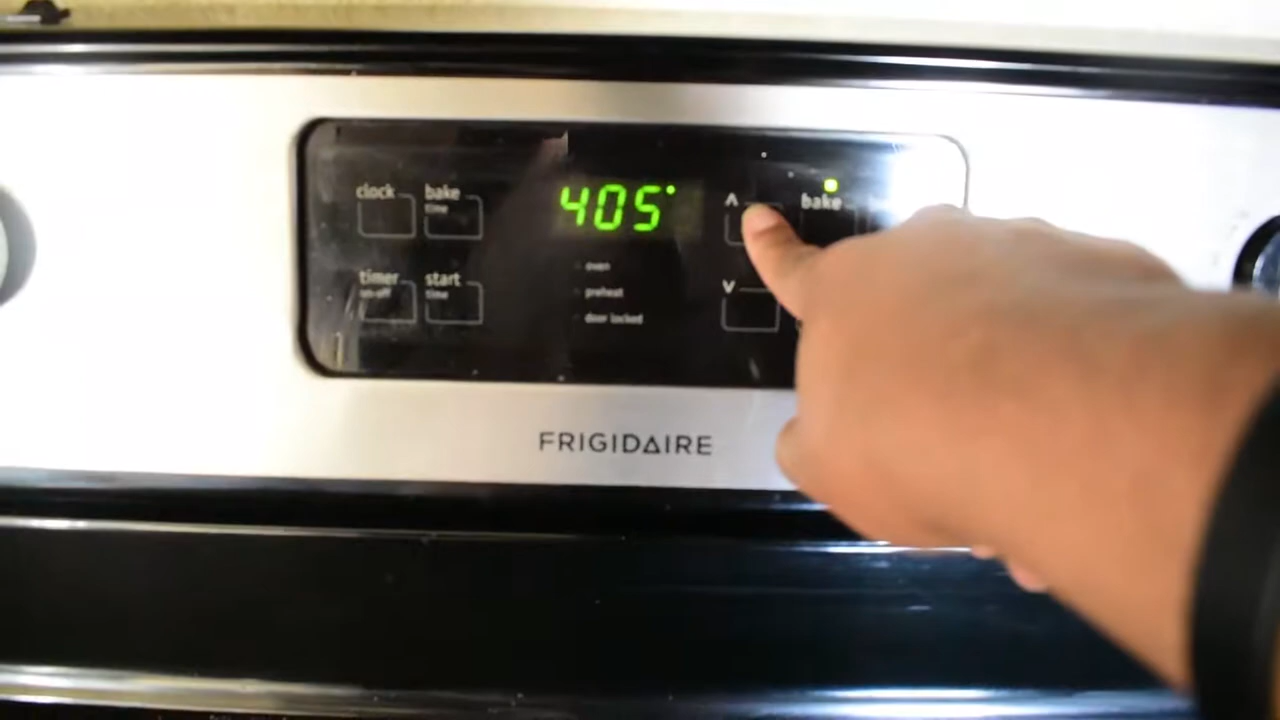 clock
bake
time
405°
^
bake
timer
on-off
start
time
v
oven
preheat
door locked
FRIGIDAIRE